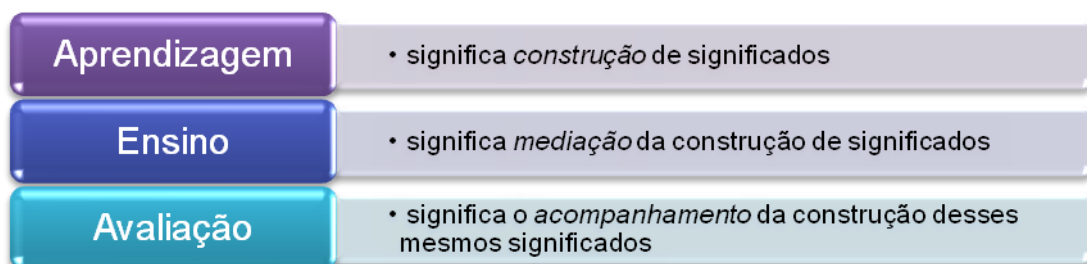 Aprendizagem
• significa construção de significados
Ensino
• significa mediação da construção de significados
Avaliação
• significa o acompanhamento da construção desses
mesmos significados